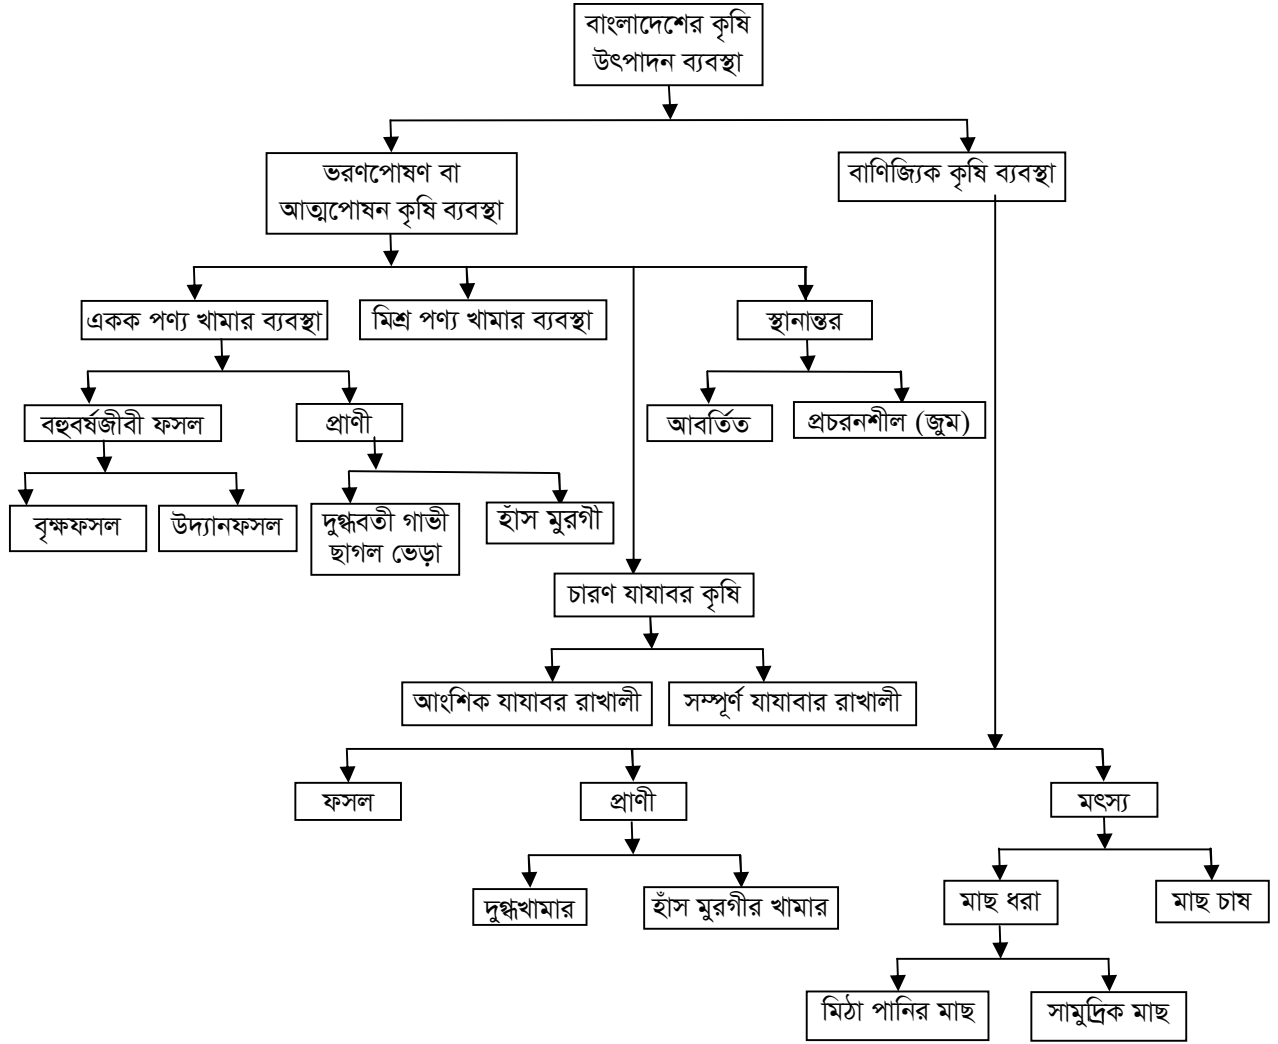 বাংলাদেশের কৃষি
উৎপাদন ব্যবস্থা
ভরণপোষণ বা
আত্মপোষন কৃষি ব্যবস্থা
বাণিজ্যিক কৃষি ব্যবস্থা
একক পণ্য খামার ব্যবস্থা
মিশ্র পণ্য খামার ব্যবস্থা
স্থানান্তর
বহুবর্ষজীবী ফসল
প্রাণী
আবর্তিত
প্রচরনশীল (জুম)
বৃক্ষফসল
উদ্যানফসল
দুগ্ধবতী গাভী
ছাগল ভেড়া
হাঁস মুরগী
চারণ যাযাবর কৃষি
আংশিক যাযাবর রাখালী
সম্পূর্ণ যাযাবার রাখালী
ফসল
প্রাণী
মৎস্য
দুগ্ধখামার
হাঁস মুরগীর খামার
মাছ ধরা
মাছ চাষ
মিঠা পানির মাছ
সামুদ্রিক মাছ